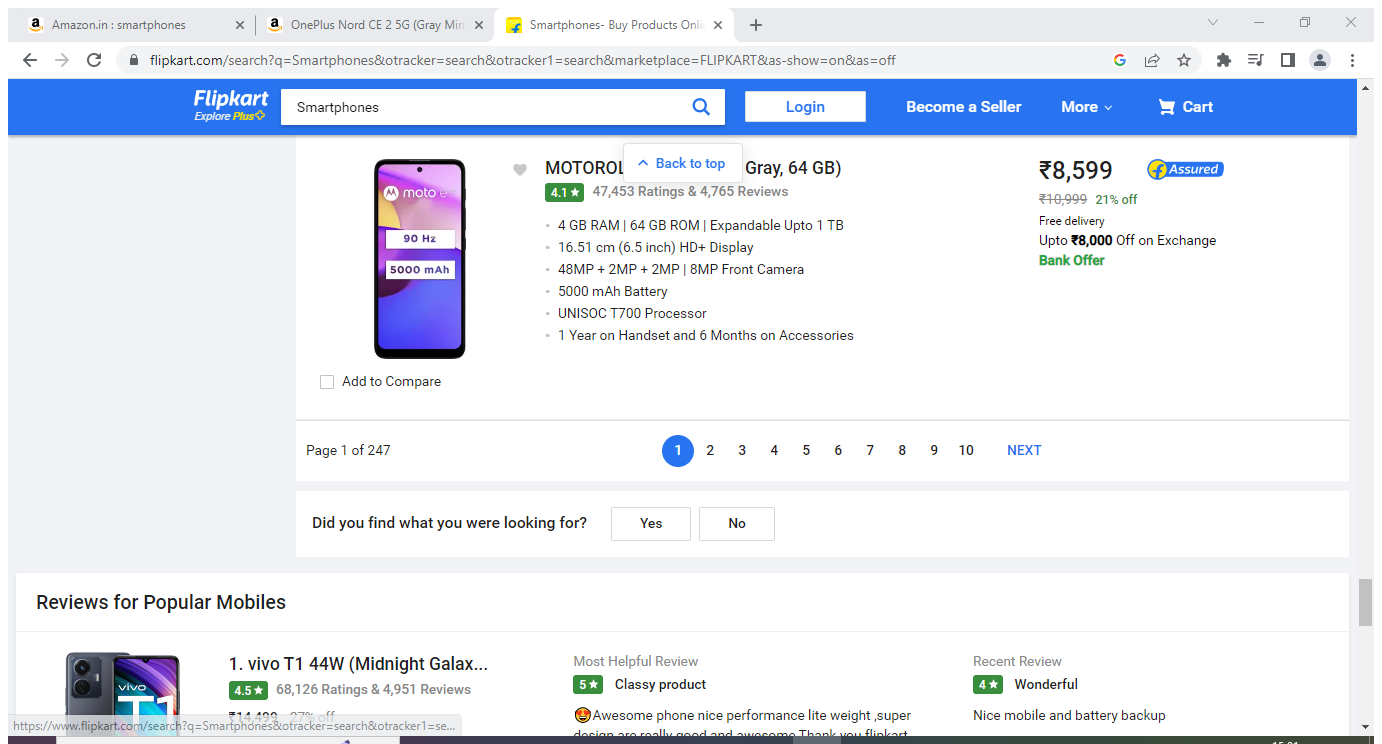 Amazon.in : smartphones
OnePlus Nord CE 2 5G (Gray Mirr
Smartphones- Buy Products Onli
flipkart.com/search?q=Smartphones&otracker=search&otracker1=search&marketplace=FLIPKART&as-show=on&as=off
Flipkart
Explore Plus
Smartphones
Login
Become a Seller
More
Cart
moto
90 Hz
5000 mAh
Add to Compare
Back to top
Gray, 64 GB)
4.1 ★ 47,453 Ratings & 4,765 Reviews
4 GB RAM | 64 GB ROM | Expandable Upto 1 TB
16.51 cm (6.5 inch) HD+ Display
48MP + 2MP + 2MP | 8MP Front Camera
5000 mAh Battery
UNISOC T700 Processor
1 Year on Handset and 6 Months on Accessories
₹8,599
Assured
₹10,999 21% off
Free delivery
Upto ₹8,000 Off on Exchange
Bank Offer
Page 1 of 247
1 2 3 4 5 6 7 8 9 10 NEXT
Did you find what you were looking for?
Yes
No
Reviews for Popular Mobiles
vivo
T1
1. vivo T1 44W (Midnight Galax...
4.5 ★ 68,126 Ratings & 4,951 Reviews
₹14,499 27% off
Most Helpful Review
5 ★ Classy product
🤩Awesome phone nice performance lite weight ,super
design are really good and awesome Thank you flipkart
Recent Review
4 ★ Wonderful
Nice mobile and battery backup
https://www.flipkart.com/search?q=Smartphones&otracker=search&otracker1=se...